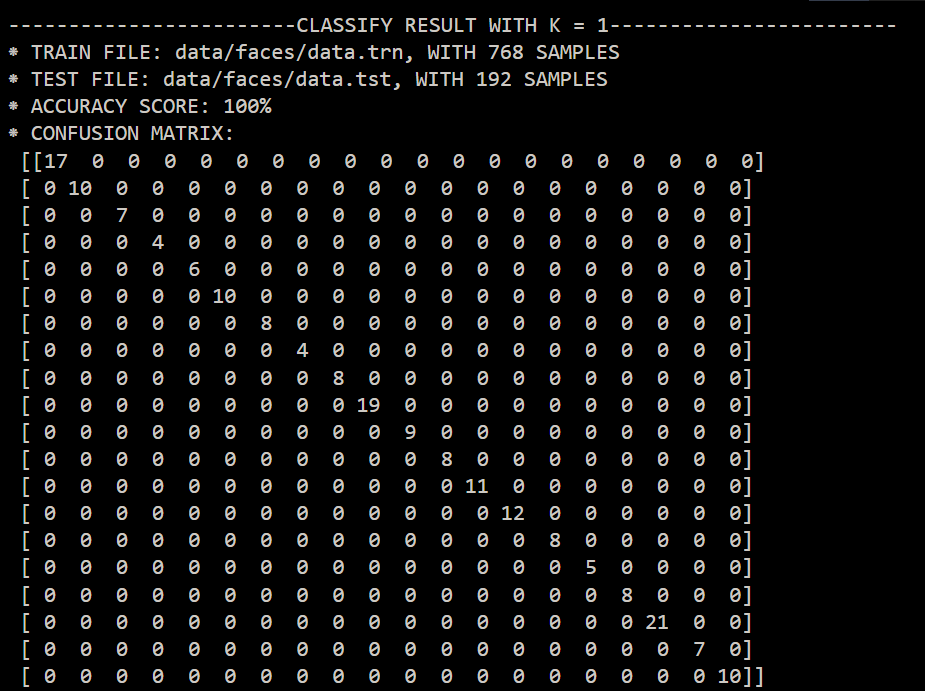 ------------------------CLASSIFY RESULT WITH K = 1------------------------
* TRAIN FILE: data/faces/data.trn, WITH 768 SAMPLES
* TEST FILE: data/faces/data.tst, WITH 192 SAMPLES
* ACCURACY SCORE: 100%
* CONFUSION MATRIX:
[[17  0  0  0  0  0  0  0  0  0  0  0  0  0  0  0  0  0  0  0]
[ 0 10  0  0  0  0  0  0  0  0  0  0  0  0  0  0  0  0  0  0]
[ 0  0  7  0  0  0  0  0  0  0  0  0  0  0  0  0  0  0  0  0]
[ 0  0  0  4  0  0  0  0  0  0  0  0  0  0  0  0  0  0  0  0]
[ 0  0  0  0  6  0  0  0  0  0  0  0  0  0  0  0  0  0  0  0]
[ 0  0  0  0  0 10  0  0  0  0  0  0  0  0  0  0  0  0  0  0]
[ 0  0  0  0  0  0  8  0  0  0  0  0  0  0  0  0  0  0  0  0]
[ 0  0  0  0  0  0  0  4  0  0  0  0  0  0  0  0  0  0  0  0]
[ 0  0  0  0  0  0  0  0  8  0  0  0  0  0  0  0  0  0  0  0]
[ 0  0  0  0  0  0  0  0  0 19  0  0  0  0  0  0  0  0  0  0]
[ 0  0  0  0  0  0  0  0  0  0  9  0  0  0  0  0  0  0  0  0]
[ 0  0  0  0  0  0  0  0  0  0  0  8  0  0  0  0  0  0  0  0]
[ 0  0  0  0  0  0  0  0  0  0  0  0 11  0  0  0  0  0  0  0]
[ 0  0  0  0  0  0  0  0  0  0  0  0  0 12  0  0  0  0  0  0]
[ 0  0  0  0  0  0  0  0  0  0  0  0  0  0  8  0  0  0  0  0]
[ 0  0  0  0  0  0  0  0  0  0  0  0  0  0  0  5  0  0  0  0]
[ 0  0  0  0  0  0  0  0  0  0  0  0  0  0  0  0  8  0  0  0]
[ 0  0  0  0  0  0  0  0  0  0  0  0  0  0  0  0  0 21  0  0]
[ 0  0  0  0  0  0  0  0  0  0  0  0  0  0  0  0  0  0  7  0]
[ 0  0  0  0  0  0  0  0  0  0  0  0  0  0  0  0  0  0  0 10]]